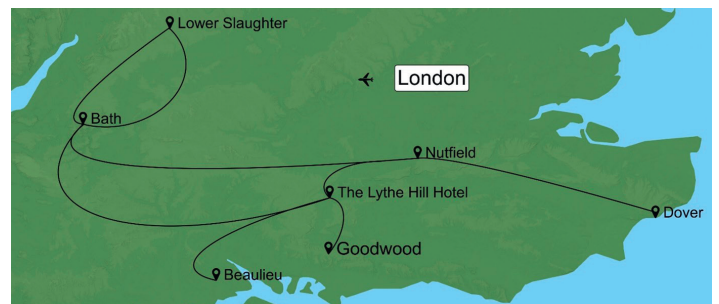 Lower Slaughter
London
Bath
Nutfield
The Lythe Hill Hotel
Dover
Goodwood
Beaulieu